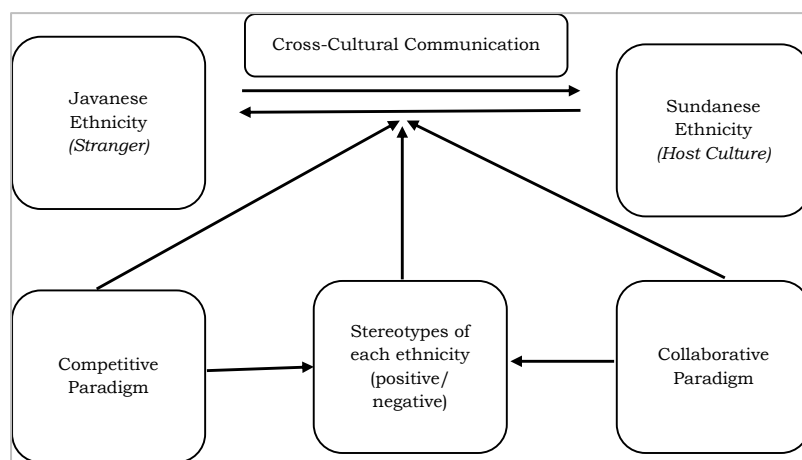 Cross-Cultural Communication
Javanese
Ethnicity
(Stranger)
Sundanese
Ethnicity
(Host Culture)
Competitive
Paradigm
Stereotypes of
each ethnicity
(positive/
negative)
Collaborative
Paradigm